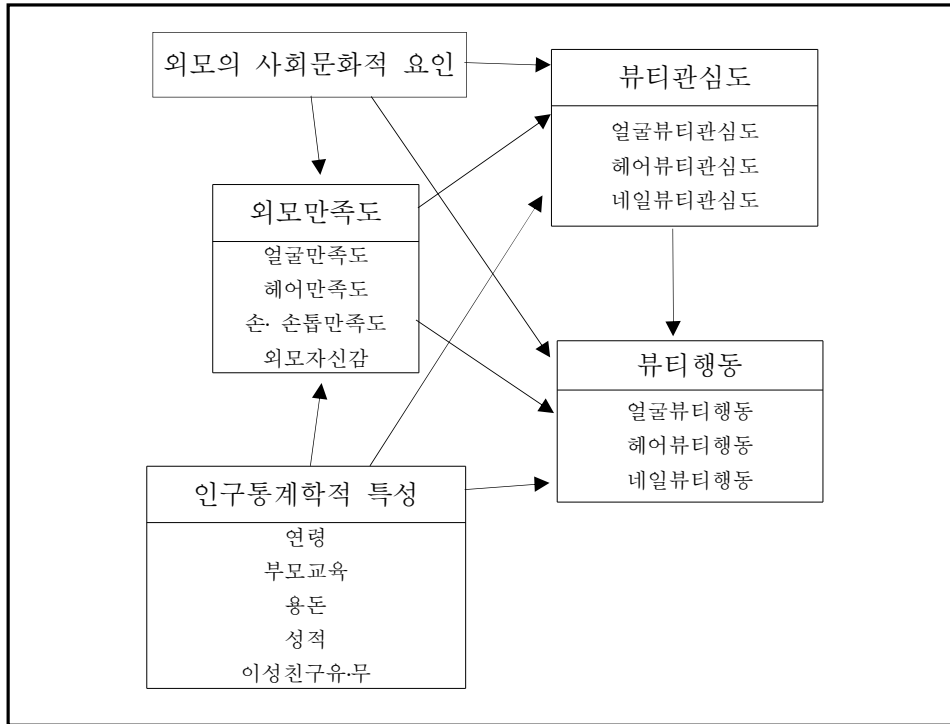 외모의 사회문화적 요인
뷰티관심도
얼굴뷰티관심도
헤어뷰티관심도
네일뷰티관심도
외모만족도
얼굴만족도
헤어만족도
손· 손톱만족도
외모자신감
뷰티행동
얼굴뷰티행동
헤어뷰티행동
네일뷰티행동
인구통계학적 특성
연령
부모교육
용돈
성적
이성친구유·무